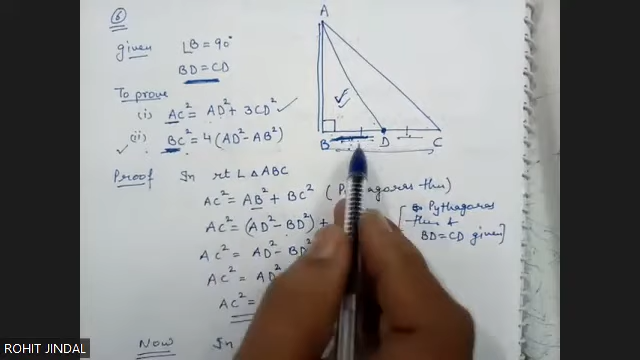 6
given ∠B = 90°
BD = CD
To prove
(i) AC² = AD² + 3CD²
(ii) BC² = 4(AD² - AB²)
Proof In rt ∠ △ABC
AC² = AB² + BC² (Pythagoras thm)
AC² = (AD² - BD²) +
[Pythagoras
thm &
BD = CD given]
AC² = AD² - BD²
AC² = AD²
AC² =
Now In
A
B D C
ROHIT JINDAL